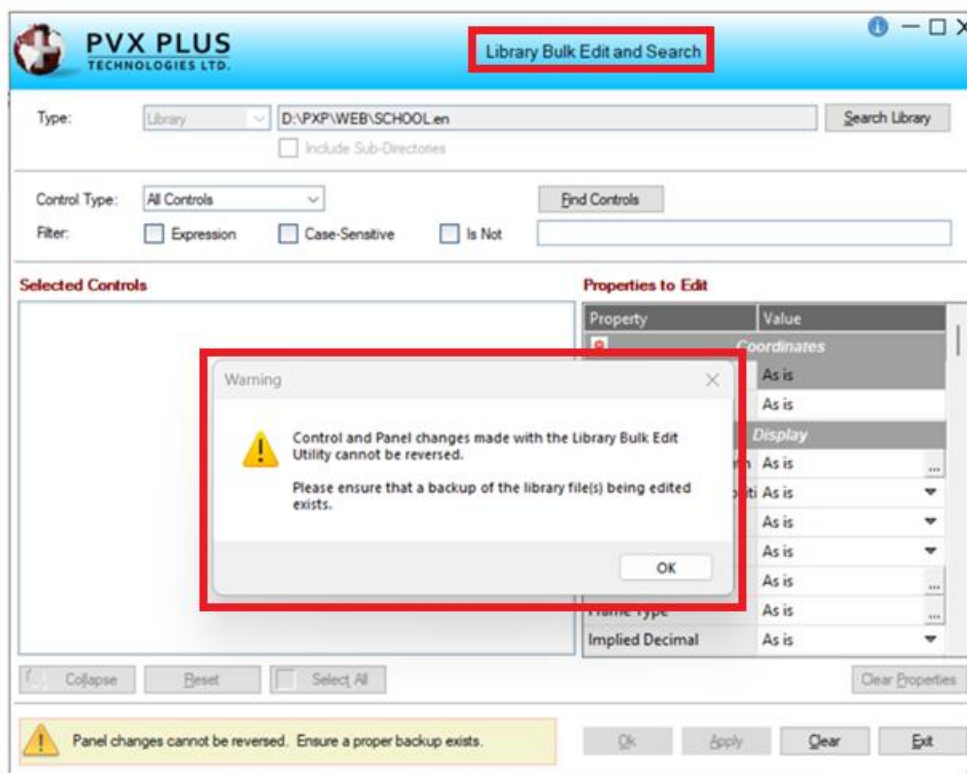 PVX PLUS
TECHNOLOGIES LTD.
Library Bulk Edit and Search
Type:
Library
D:\PXP\WEB\SCHOOL.en
Search Library
Include Sub-Directories
Control Type:
All Controls
Find Controls
Filter:
Expression
Case-Sensitive
Is Not
Selected Controls
Properties to Edit
Property
Value
Coordinates
As is
As is
Display
As is
...
As is
As is
As is
As is
...
Frame Type
As is
...
Implied Decimal
As is
Warning
Control and Panel changes made with the Library Bulk Edit
Utility cannot be reversed.
Please ensure that a backup of the library file(s) being edited
exists.
OK
Collapse
Reset
Select All
Clear Properties
Panel changes cannot be reversed. Ensure a proper backup exists.
Ok
Apply
Clear
Exit